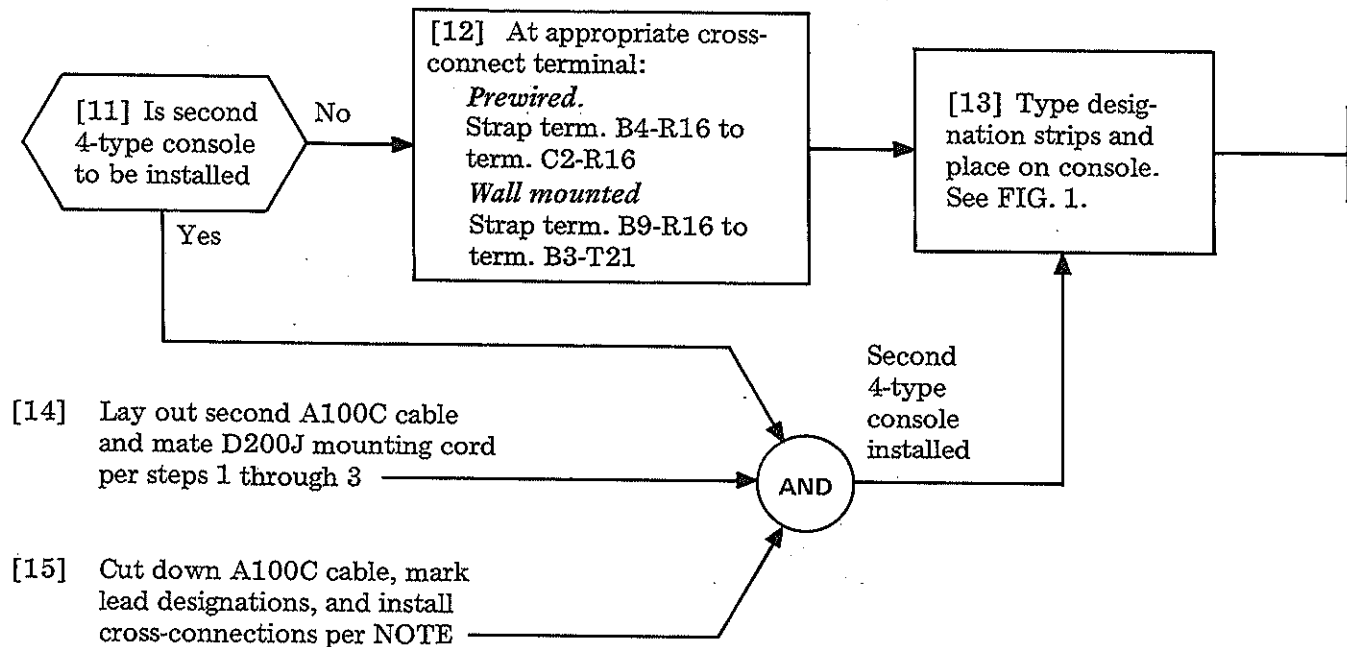 [11] Is second
4-type console
to be installed
No
Yes
[12] At appropriate cross-
connect terminal:
Prewired.
Strap term. B4-R16 to
term. C2-R16
Wall mounted
Strap term. B9-R16 to
term. B3-T21
[13] Type desig-
nation strips and
place on console.
See FIG. 1.
[14] Lay out second A100C cable
and mate D200J mounting cord
per steps 1 through 3
[15] Cut down A100C cable, mark
lead designations, and install
cross-connections per NOTE
AND
Second
4-type
console
installed